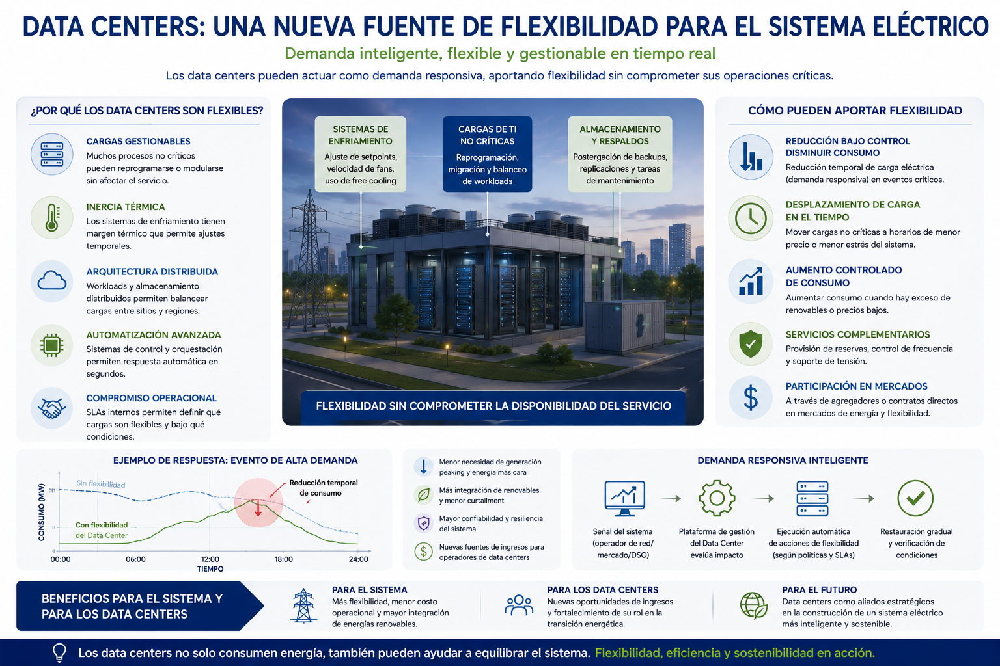 DATA CENTERS: UNA NUEVA FUENTE DE FLEXIBILIDAD PARA EL SISTEMA ELÉCTRICO
Demanda inteligente, flexible y gestionable en tiempo real
Los data centers pueden actuar como demanda responsiva, aportando flexibilidad sin comprometer sus operaciones críticas.
¿POR QUÉ LOS DATA CENTERS SON FLEXIBLES?
CARGAS GESTIONABLES
Muchos procesos no críticos
pueden reprogramarse o modularse
sin afectar el servicio.
INERCIA TÉRMICA
Los sistemas de enfriamiento tienen
margen térmico que permite ajustes
temporales.
ARQUITECTURA DISTRIBUIDA
Workloads y almacenamiento
distribuidos permiten balancear
cargas entre sitios y regiones.
AUTOMATIZACIÓN AVANZADA
Sistemas de control y orquestación
permiten respuesta automática en
segundos.
COMPROMISO OPERACIONAL
SLAs internos permiten definir qué
cargas son flexibles y bajo qué
condiciones.
SISTEMAS DE
ENFRIAMIENTO
Ajuste de setpoints,
velocidad de fans,
uso de free cooling
CARGAS DE TI
NO CRÍTICAS
Reprogramación,
migración y balanceo
de workloads
ALMACENAMIENTO
Y RESPALDOS
Postergación de backups,
replicaciones y tareas
de mantenimiento
FLEXIBILIDAD SIN COMPROMETER LA DISPONIBILIDAD DEL SERVICIO
CÓMO PUEDEN APORTAR FLEXIBILIDAD
REDUCCIÓN BAJO CONTROL
DISMINUIR CONSUMO
Reducción temporal de carga eléctrica
(demanda responsiva) en eventos críticos.
DESPLAZAMIENTO DE CARGA
EN EL TIEMPO
Mover cargas no críticas a horarios de menor
precio o menor estrés del sistema.
AUMENTO CONTROLADO
DE CONSUMO
Aumentar consumo cuando hay exceso de
renovables o precios bajos.
SERVICIOS COMPLEMENTARIOS
Provisión de reservas, control de frecuencia
y soporte de tensión.
PARTICIPACIÓN EN MERCADOS
A través de agregadores o contratos directos
en mercados de energía y flexibilidad.
EJEMPLO DE RESPUESTA: EVENTO DE ALTA DEMANDA
CONSUMO (MW)
Sin flexibillidad
Reducción temporal
de consumo
Con flexibilidad
del Data Center
00:00 06:00 12:00 18:00 24:00
TIEMPO
Menor necesidad de generación
peaking y energía más cara
Más integración de renovables
y menor curtailment
Mayor confiabilidad y resiliencia
del sistema
Nuevas fuentes de ingresos para
operadores de data centers
DEMANDA RESPONSIVA INTELIGENTE
Señal del sistema
(operador de red/
mercado/DSO)
Plataforma de gestión
del Data Center
evalúa impacto
Ejecución automática
de acciones de flexibilidad
(según políticas y SLAs)
Restauración gradual
y verificación de
condiciones
BENEFICIOS PARA EL SISTEMA Y
PARA LOS DATA CENTERS
PARA EL SISTEMA
Más flexibilidad, menor costo
operacional y mayor integración
de energías renovables.
PARA LOS DATA CENTERS
Nuevas oportunidades de ingresos
y fortalecimiento de su rol en la
transición energética.
PARA EL FUTURO
Data centers como aliados estratégicos
en la construcción de un sistema eléctrico
más inteligente y sostenible.
Los data centers no solo consumen energía, también pueden ayudar a equilibrar el sistema. Flexibilidad, eficiencia y sostenibilidad en acción.